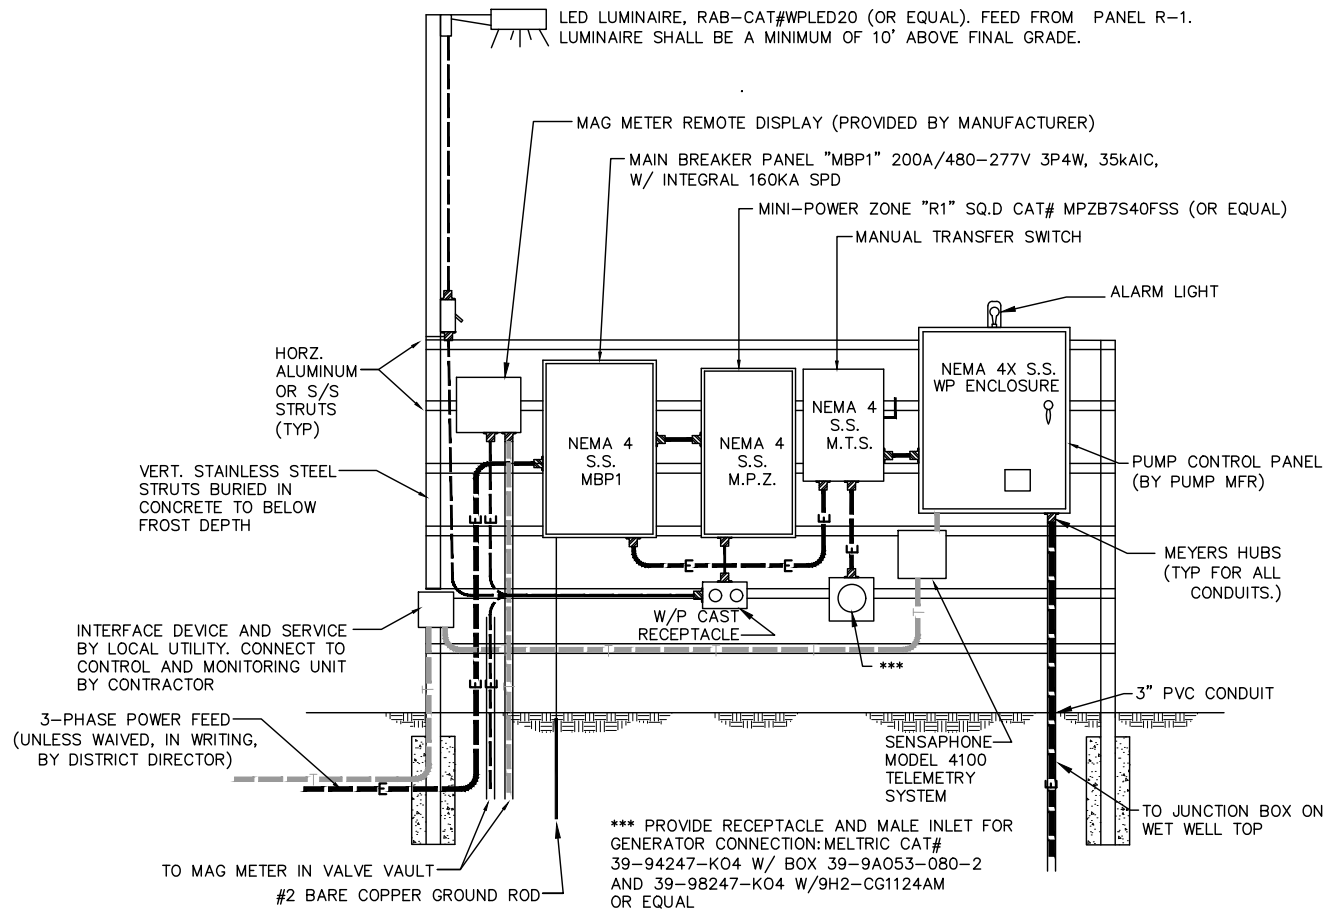 LED LUMINAIRE, RAB-CAT#WPLED20 (OR EQUAL). FEED FROM PANEL R-1.
LUMINAIRE SHALL BE A MINIMUM OF 10' ABOVE FINAL GRADE.
MAG METER REMOTE DISPLAY (PROVIDED BY MANUFACTURER)
MAIN BREAKER PANEL "MBP1" 200A/480-277V 3P4W, 35kAIC,
W/ INTEGRAL 160KA SPD
MINI-POWER ZONE "R1" SQ.D CAT# MPZB7S40FSS (OR EQUAL)
MANUAL TRANSFER SWITCH
ALARM LIGHT
HORZ.
ALUMINUM
OR S/S
STRUTS
(TYP)
NEMA 4
S.S.
MBP1
NEMA 4
S.S.
M.P.Z.
NEMA 4
S.S.
M.T.S.
NEMA 4X S.S.
WP ENCLOSURE
VERT. STAINLESS STEEL
STRUTS BURIED IN
CONCRETE TO BELOW
FROST DEPTH
PUMP CONTROL PANEL
(BY PUMP MFR)
MEYERS HUBS
(TYP FOR ALL
CONDUITS.)
E
E
E
E
E
E
W/P CAST
RECEPTACLE
INTERFACE DEVICE AND SERVICE
BY LOCAL UTILITY. CONNECT TO
CONTROL AND MONITORING UNIT
BY CONTRACTOR
T
T
T
T
T
***
E
E
3" PVC CONDUIT
3-PHASE POWER FEED
(UNLESS WAIVED, IN WRITING,
BY DISTRICT DIRECTOR)
T
E
SENSAPHONE
MODEL 4100
TELEMETRY
SYSTEM
E
TO JUNCTION BOX ON
WET WELL TOP
TO MAG METER IN VALVE VAULT
#2 BARE COPPER GROUND ROD
*** PROVIDE RECEPTACLE AND MALE INLET FOR
GENERATOR CONNECTION: MELTRIC CAT#
39-94247-K04 W/ BOX 39-9A053-080-2
AND 39-98247-K04 W/9H2-CG1124AM
OR EQUAL